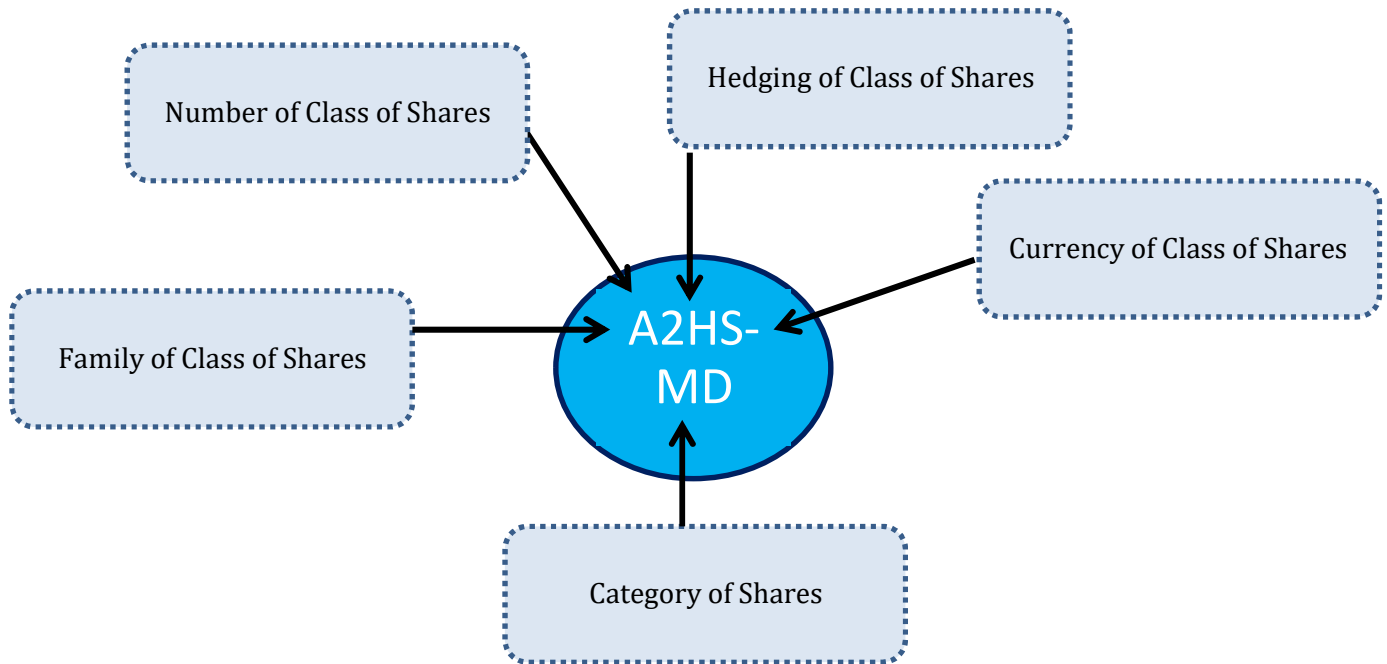 Hedging of Class of Shares
Number of Class of Shares
Currency of Class of Shares
A2HS-
MD
Family of Class of Shares
Category of Shares